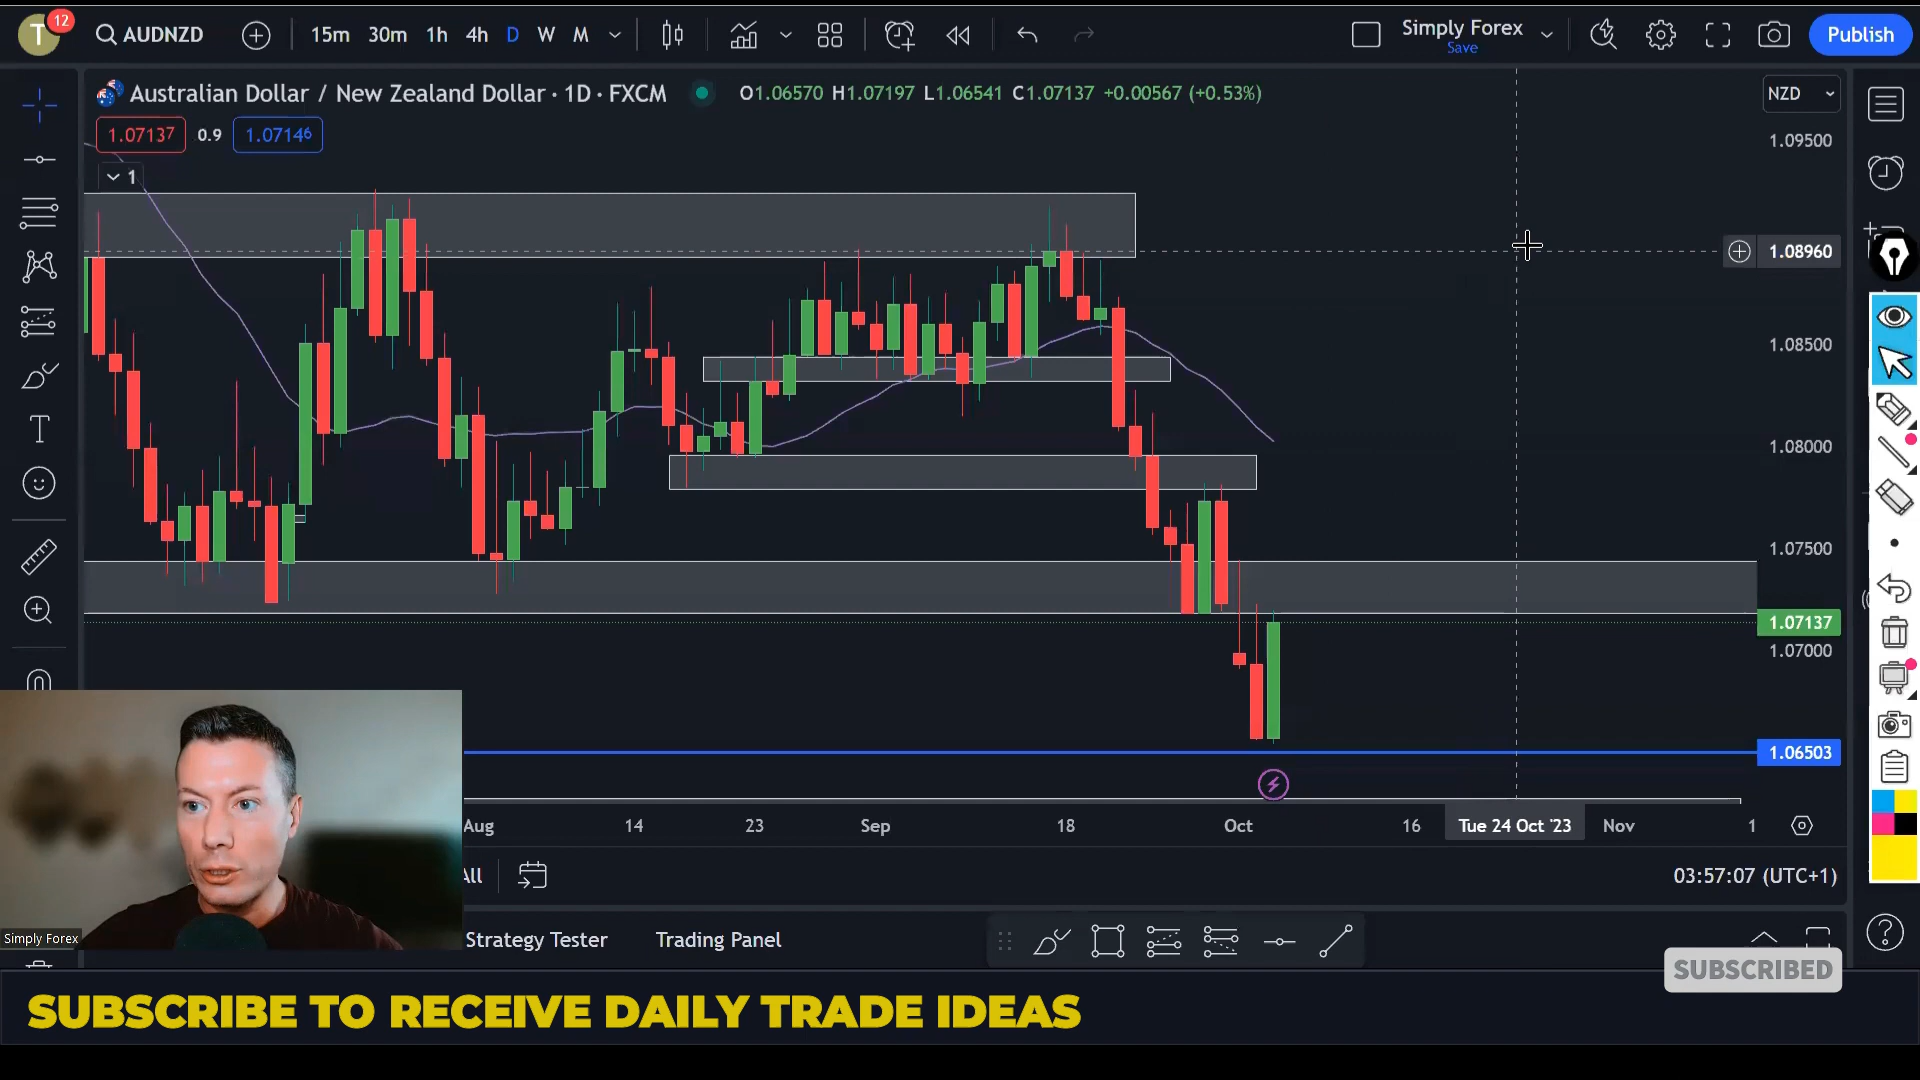 T
12
AUDNZD
15m 30m 1h 4h D W M
Simply Forex
Save
Publish
Australian Dollar / New Zealand Dollar · 1D · FXCM
O1.06570 H1.07197 L1.06541 C1.07137 +0.00567 (+0.53%)
NZD
1.07137 0.9 1.07146
1
1.09500
1.08960
1.08500
1.08000
1.07500
1.07137
1.07000
1.06503
Aug 14 23 Sep 18 Oct 16 Tue 24 Oct '23 Nov 1
All
03:57:07 (UTC+1)
Simply Forex
Strategy Tester Trading Panel
SUBSCRIBED
SUBSCRIBE TO RECEIVE DAILY TRADE IDEAS